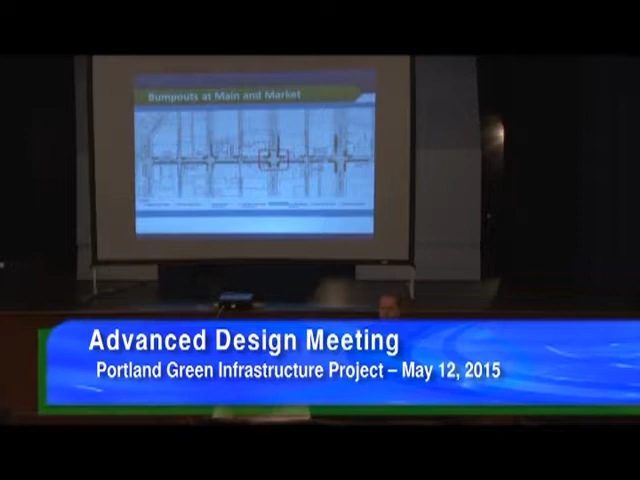 Bumpouts at Main and Market
Advanced Design Meeting
Portland Green Infrastructure Project – May 12, 2015